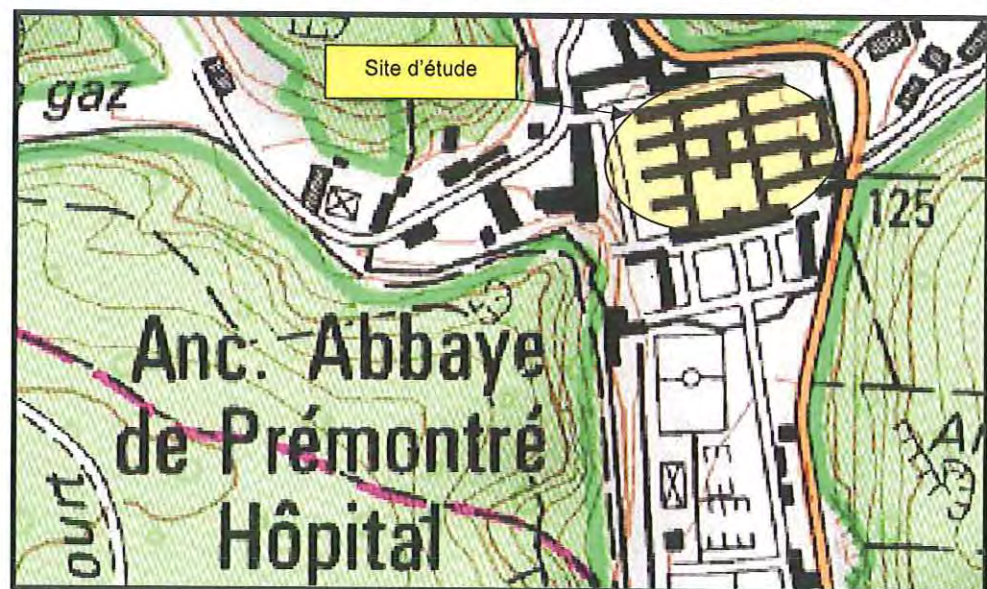 Site d'étude
gaz
125
Anc. Abbaye
de Prémontré
Hôpital
ourt